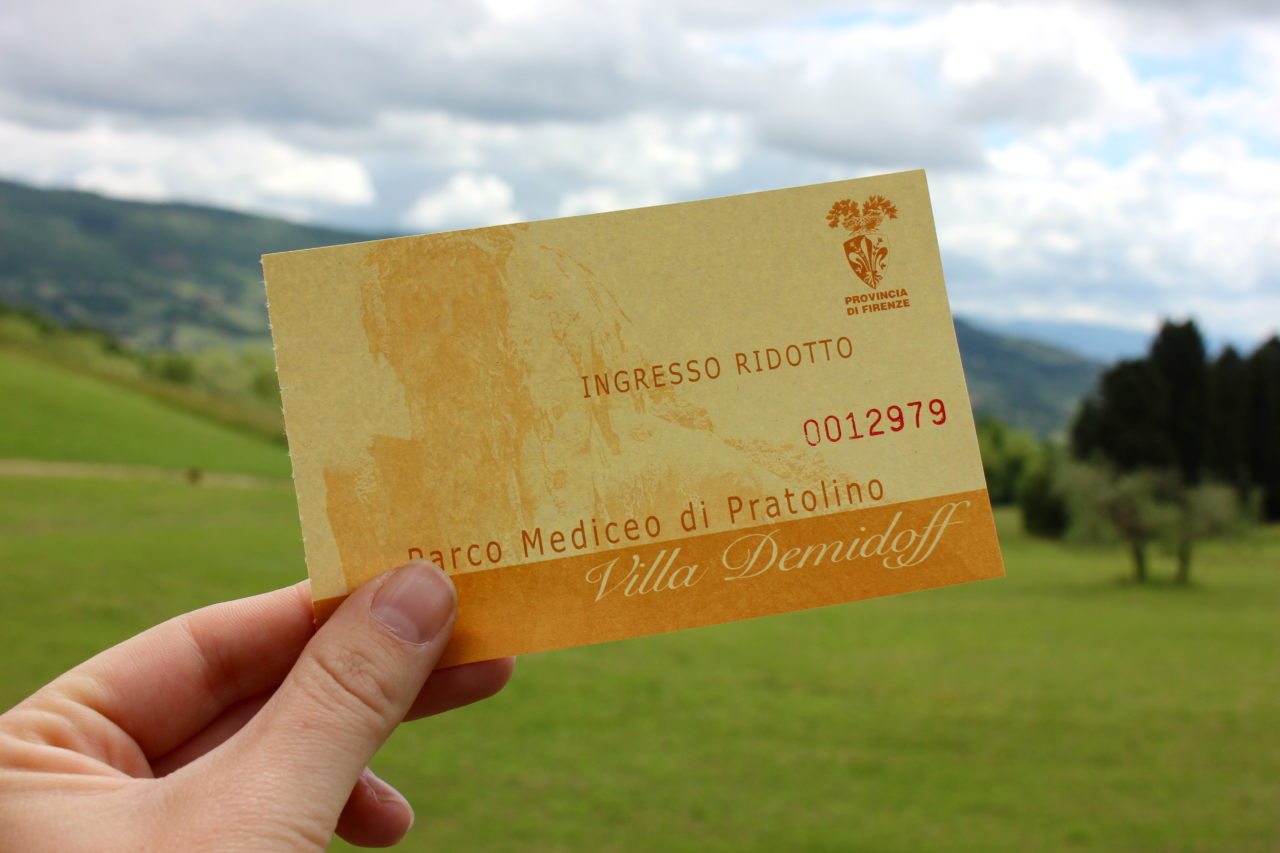 PROVINCIA
DI FIRENZE
INGRESSO RIDOTTO
0012979
Parco Mediceo di Pratolino
Villa Demidoff